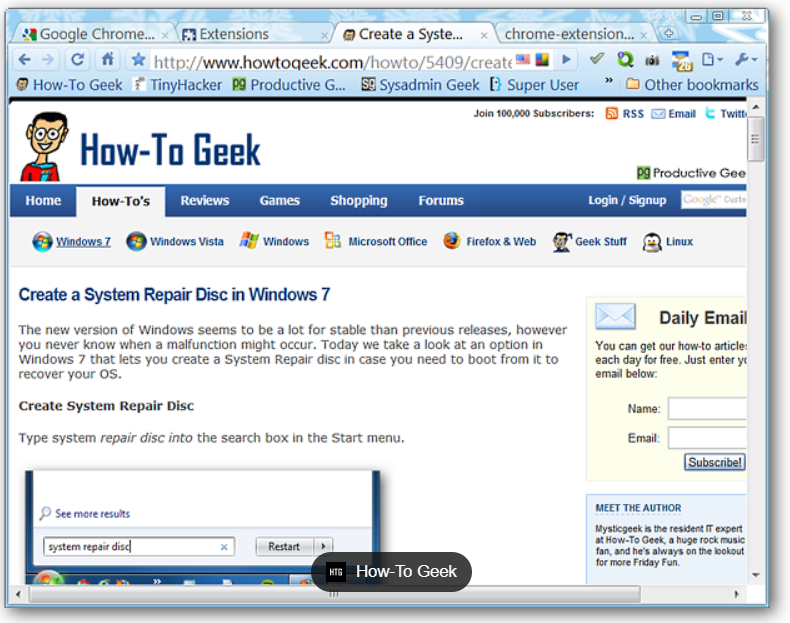 Google Chrome...
Extensions
Create a Syste...
chrome-extension...
http://www.howtogeek.com/howto/5409/create
How-To Geek
TinyHacker
Productive G...
Sysadmin Geek
Super User
»
Other bookmarks
Join 100,000 Subscribers:
RSS
Email
Twitt
How-To Geek
pg Productive Gee
Home
How-To's
Reviews
Games
Shopping
Forums
Login / Signup
Google™ Custo
Windows 7
Windows Vista
Windows
Microsoft Office
Firefox & Web
Geek Stuff
Linux
Create a System Repair Disc in Windows 7
The new version of Windows seems to be a lot for stable than previous releases, however
you never know when a malfunction might occur. Today we take a look at an option in
Windows 7 that lets you create a System Repair disc in case you need to boot from it to
recover your OS.
Create System Repair Disc
Type system repair disc into the search box in the Start menu.
See more results
system repair disc
Restart
Daily Email
You can get our how-to article
each day for free. Just enter yo
email below:
Name:
Email:
Subscribe!
MEET THE AUTHOR
Mysticgeek is the resident IT expert
at How-To Geek, a huge rock music
fan, and he's always on the lookout
for more Friday Fun.
HTG How-To Geek